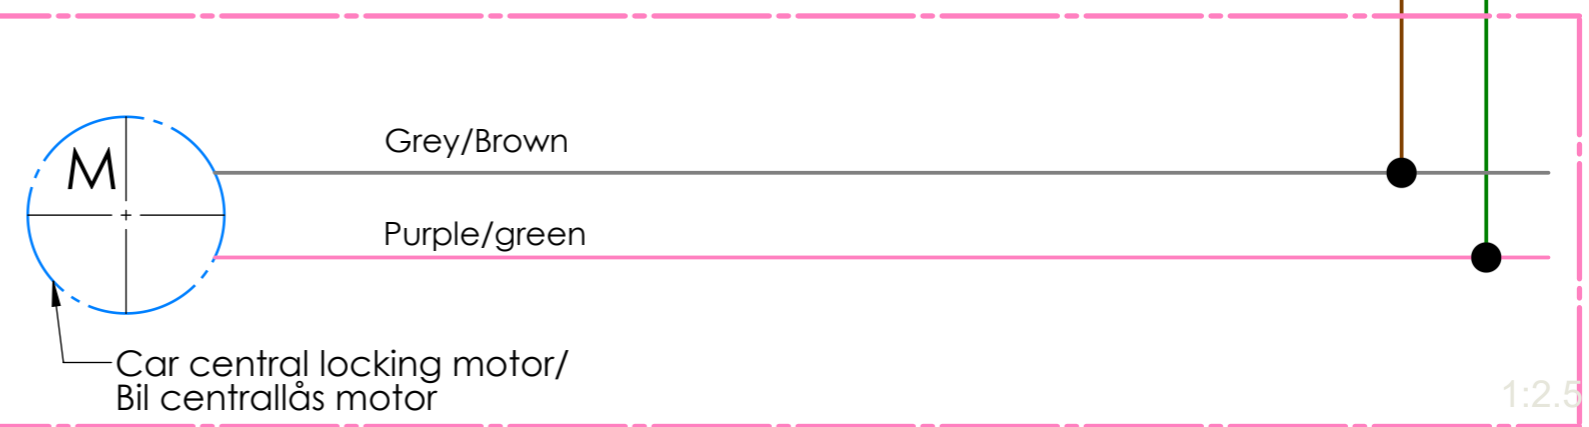 Grey/Brown
M
Purple/green
Car central locking motor/
Bil centrallås motor
1:2.5